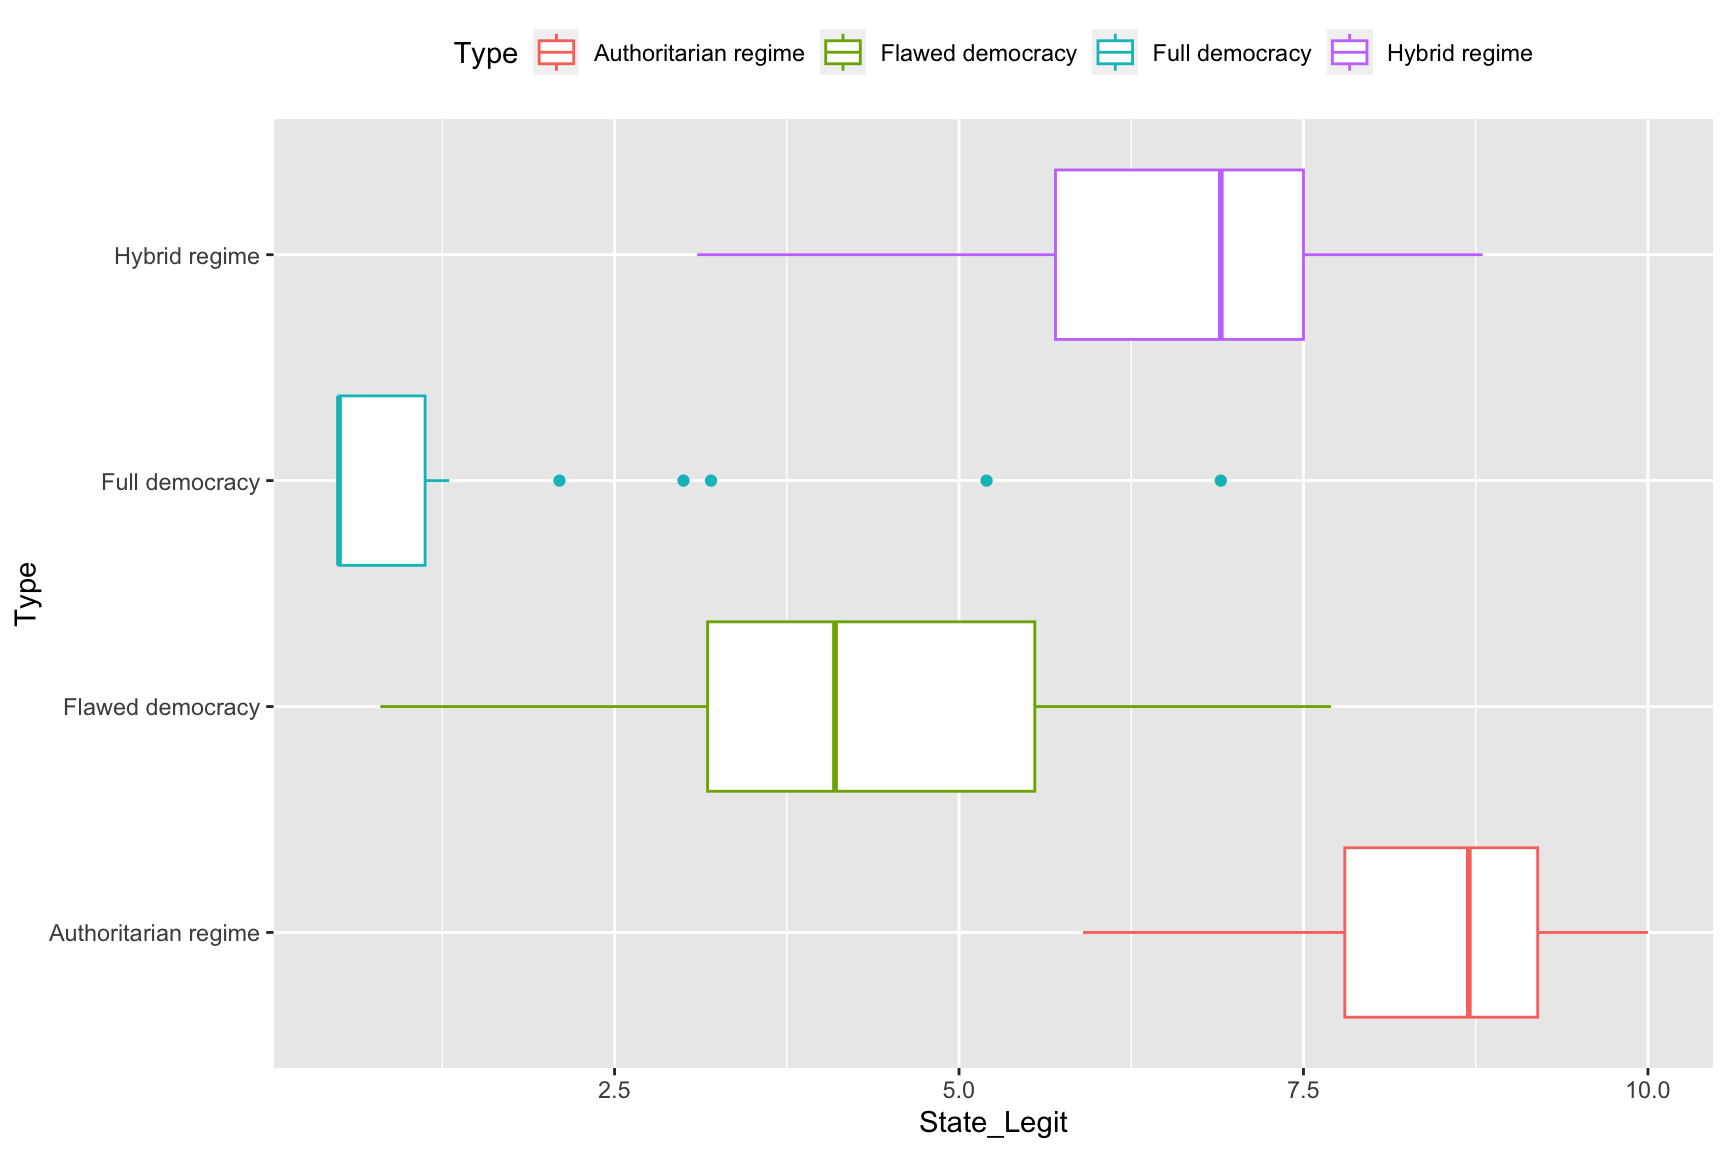 Type Authoritarian regime Flawed democracy Full democracy Hybrid regime
Type
Hybrid regime
Full democracy
Flawed democracy
Authoritarian regime
2.5 5.0 7.5 10.0
State_Legit